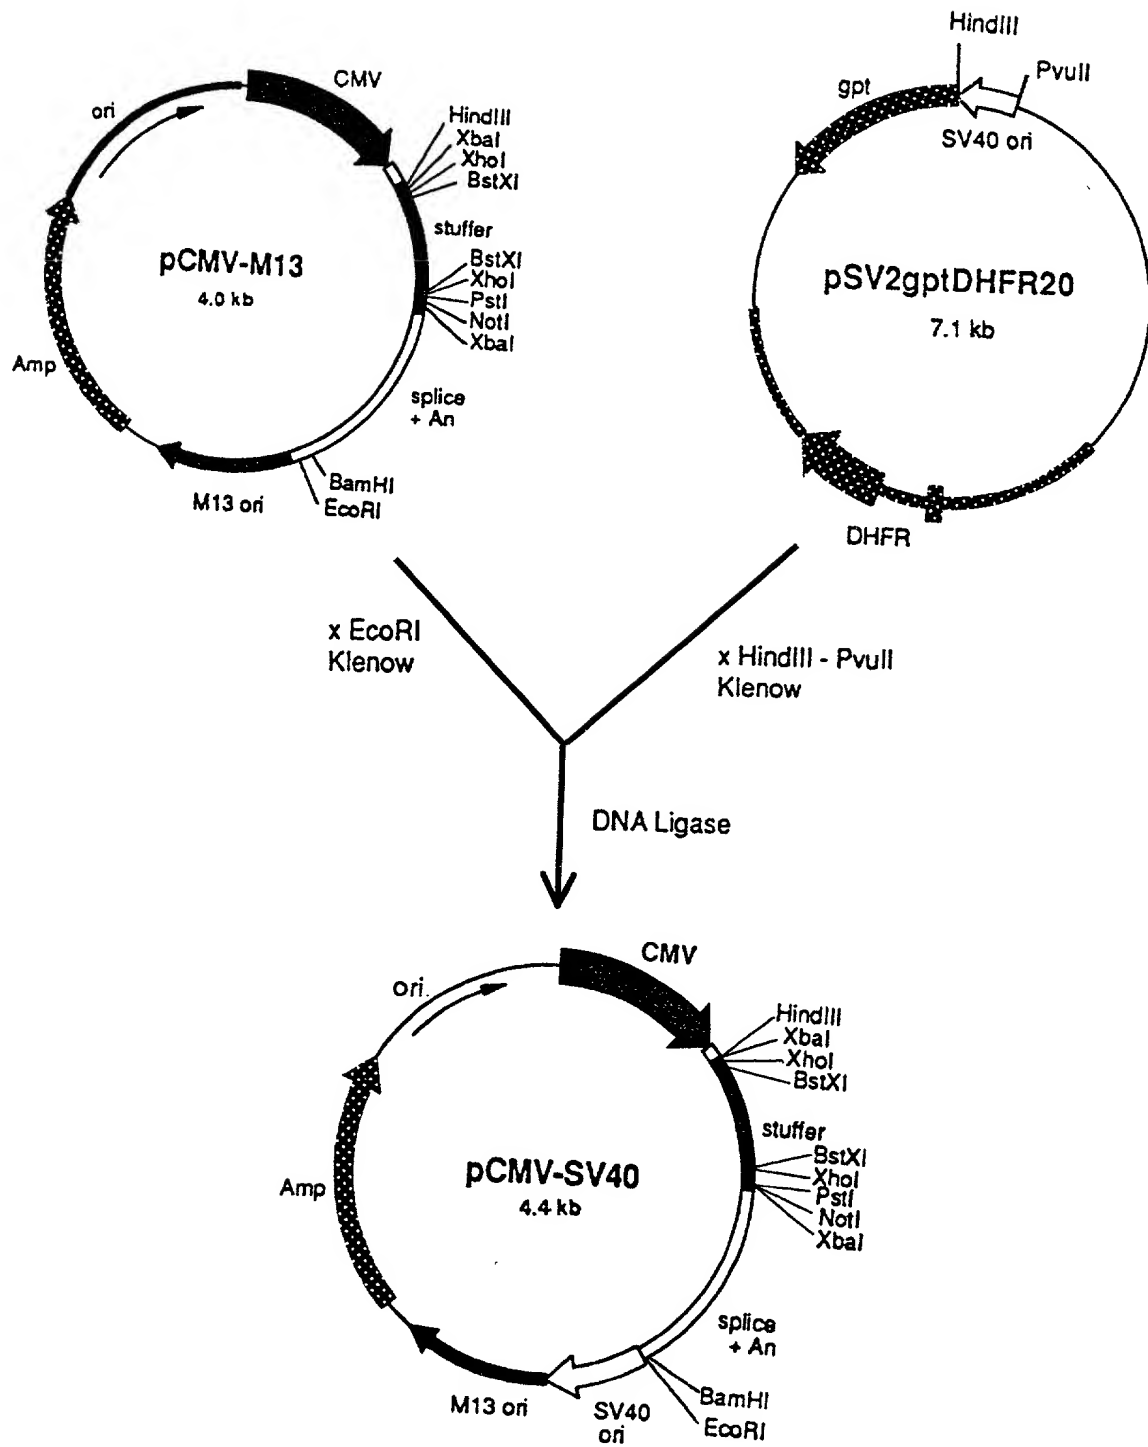 CMV
ori
HindIII
XbaI
XhoI
BstXI
stuffer
BstXI
XhoI
PstI
NotI
XbaI
pCMV-M13
4.0 kb
Amp
splice
+ An
BamHI
EcoRI
M13 ori
HindIII
PvuII
gpt
SV40 ori
pSV2gptDHFR20
7.1 kb
DHFR
x EcoRI
Klenow
x HindIII - PvuII
Klenow
DNA Ligase
CMV
ori.
HindIII
XbaI
XhoI
BstXI
stuffer
BstXI
XhoI
PstI
NotI
XbaI
pCMV-SV40
4.4 kb
Amp
splice
+ An
BamHI
EcoRI
M13 ori
SV40
ori